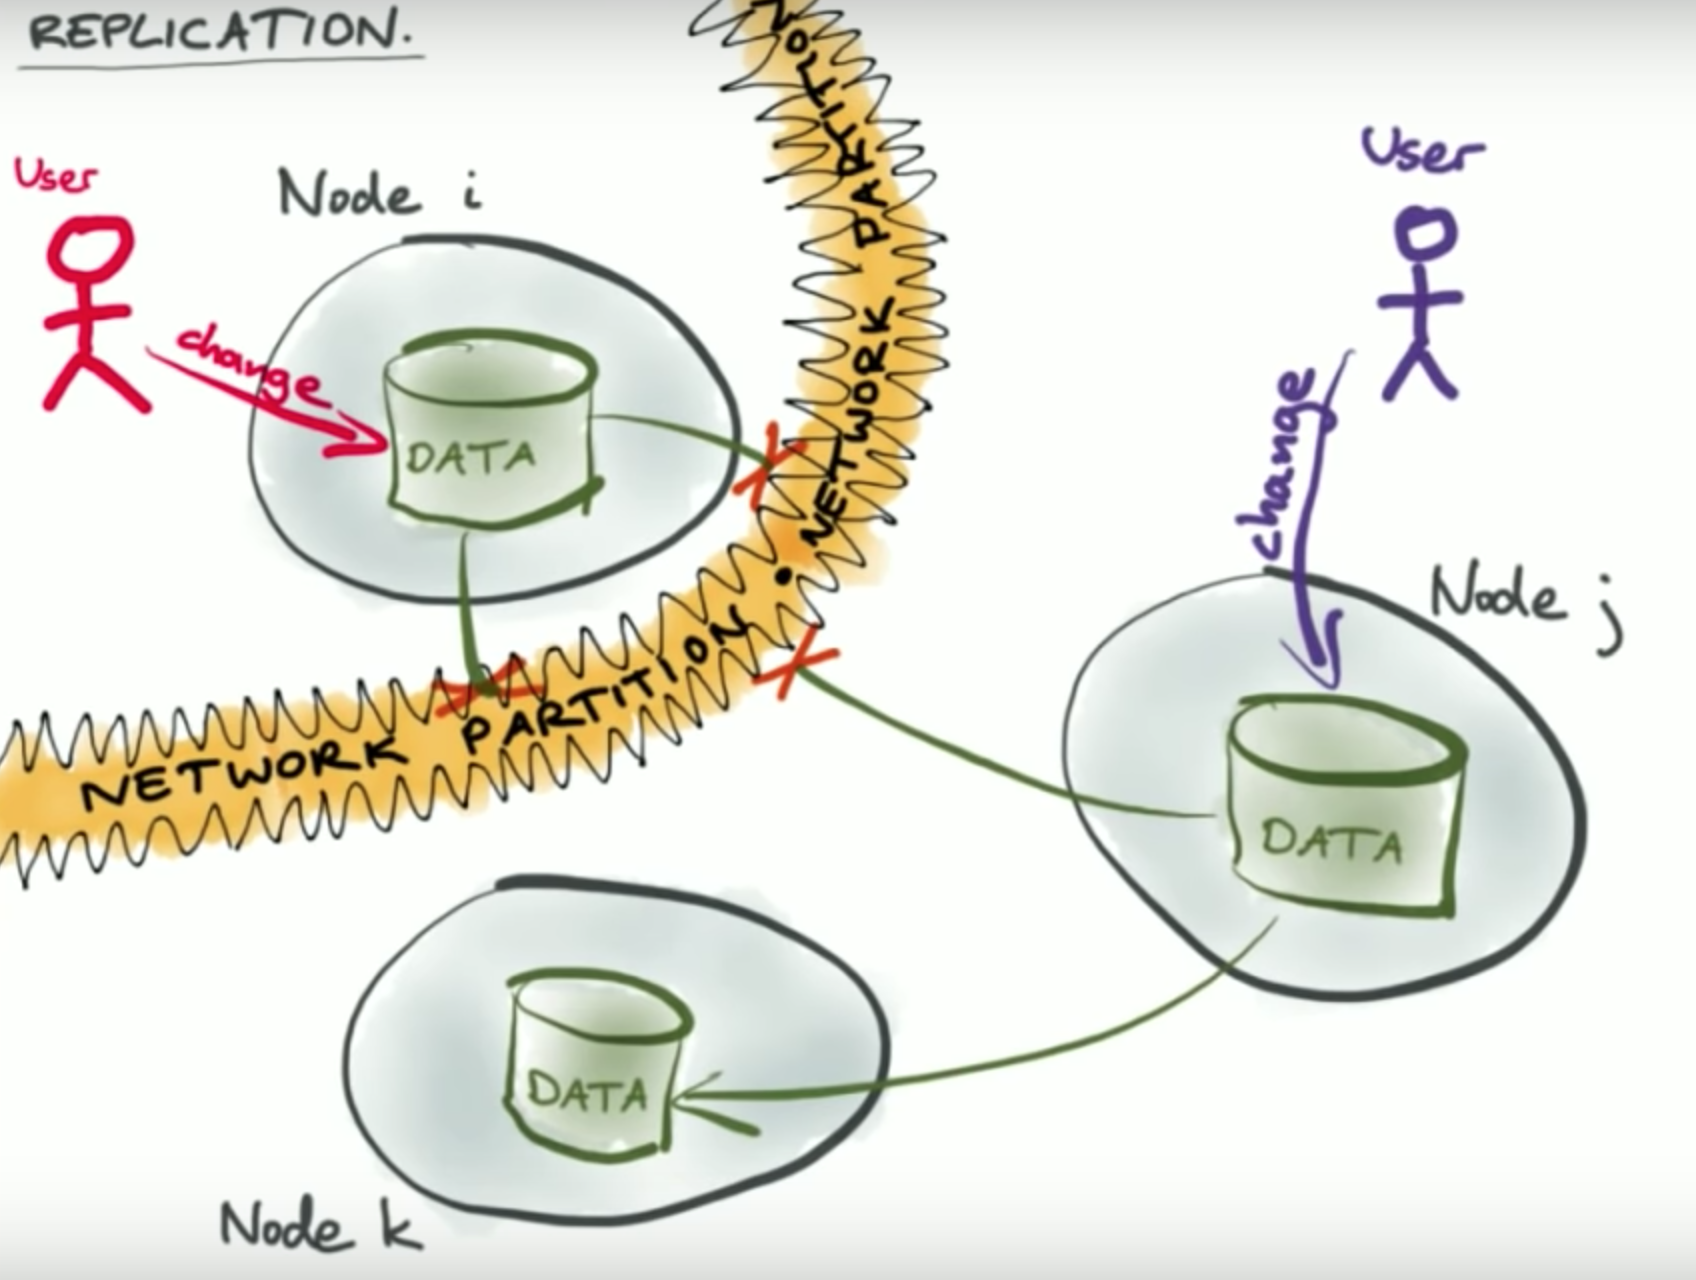 REPLICATION.
User
Node i
change
DATA
NETWORK PARTITION • NETWORK PARTITION
User
change
Node j
DATA
DATA
Node k